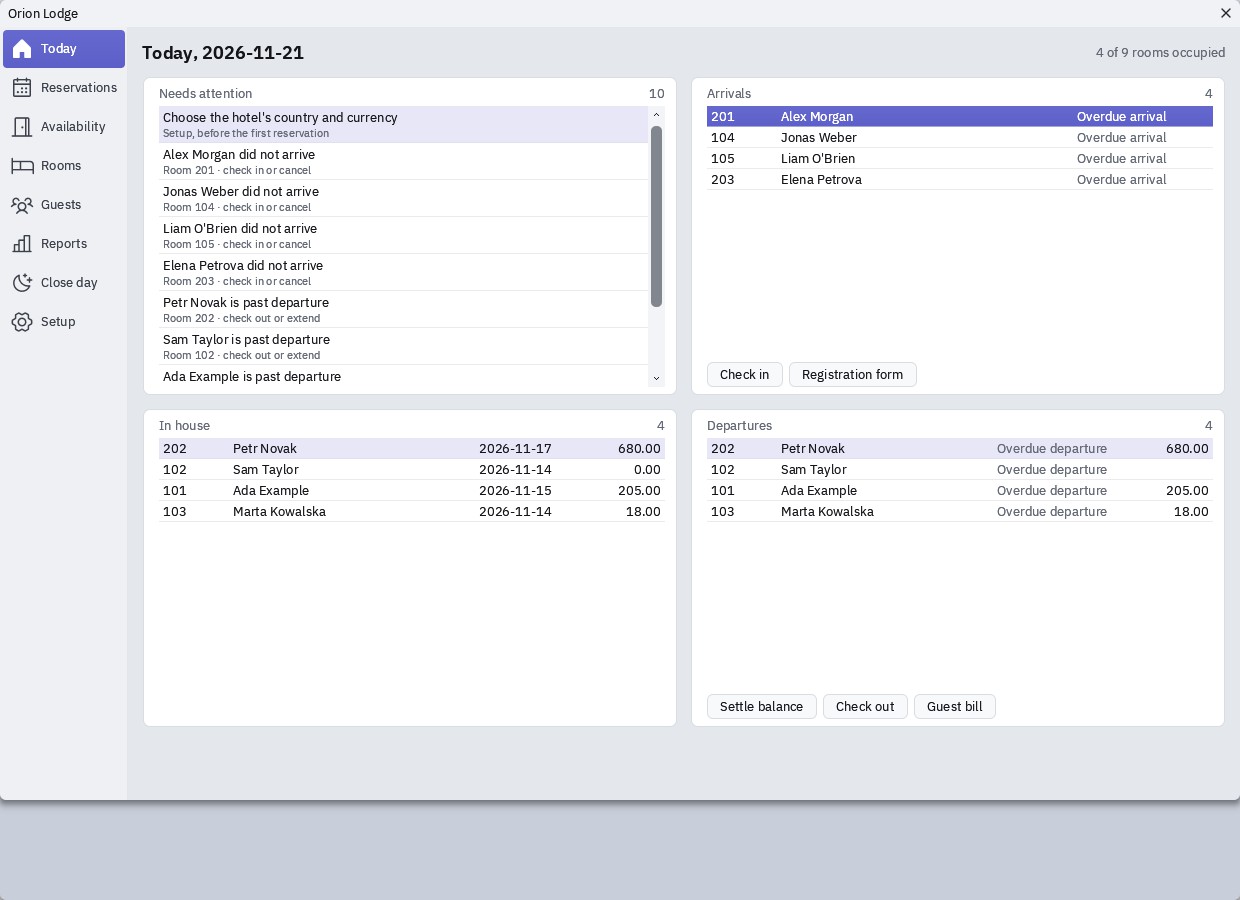 Orion Lodge
Today
Reservations
Availability
Rooms
Guests
Reports
Close day
Setup
Today, 2026-11-21
4 of 9 rooms occupied
Needs attention 10
Choose the hotel's country and currency
Setup, before the first reservation
Alex Morgan did not arrive
Room 201 · check in or cancel
Jonas Weber did not arrive
Room 104 · check in or cancel
Liam O'Brien did not arrive
Room 105 · check in or cancel
Elena Petrova did not arrive
Room 203 · check in or cancel
Petr Novak is past departure
Room 202 · check out or extend
Sam Taylor is past departure
Room 102 · check out or extend
Ada Example is past departure
Arrivals 4
201 Alex Morgan Overdue arrival
104 Jonas Weber Overdue arrival
105 Liam O'Brien Overdue arrival
203 Elena Petrova Overdue arrival
Check in Registration form
In house 4
202 Petr Novak 2026-11-17 680.00
102 Sam Taylor 2026-11-14 0.00
101 Ada Example 2026-11-15 205.00
103 Marta Kowalska 2026-11-14 18.00
Departures 4
202 Petr Novak Overdue departure 680.00
102 Sam Taylor Overdue departure
101 Ada Example Overdue departure 205.00
103 Marta Kowalska Overdue departure 18.00
Settle balance Check out Guest bill